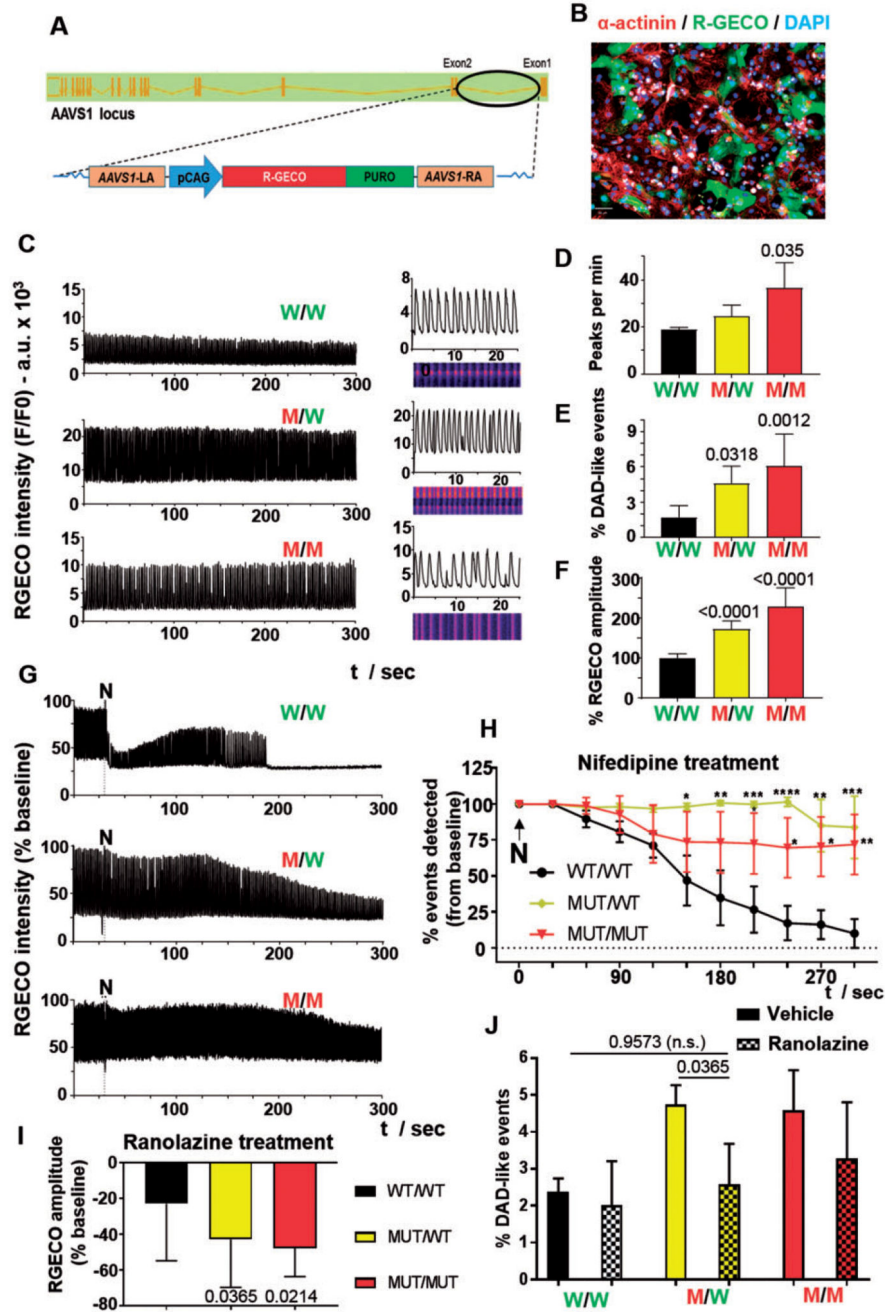 A
Exon2
Exon1
AAVS1 locus
AAVS1-LA
pCAG
R-GECO
PURO
AAVS1-RA
B
α-actinin / R-GECO / DAPI
C
RGECO intensity (F/F0) - a.u. x 10³
15
10
5
0
W/W
100
200
300
8
4
0
0
10
20
25
20
15
10
5
0
M/W
100
200
300
20
10
0
10
20
15
10
5
0
M/M
100
200
300
15
10
5
0
10
20
t / sec
D
Peaks per min
40
20
0
0.035
W/W
M/W
M/M
E
% DAD-like events
9
6
3
0
0.0318
0.0012
W/W
M/W
M/M
F
% RGECO amplitude
300
200
100
0
<0.0001
<0.0001
W/W
M/W
M/M
G
RGECO intensity (% baseline)
100
50
0
N
W/W
100
200
300
100
50
0
N
M/W
100
200
300
100
50
0
N
M/M
100
200
300
t / sec
H
Nifedipine treatment
% events detected
(from baseline)
125
100
75
50
25
0
N
* ** *** **** ** ***
* * **
WT/WT
MUT/WT
MUT/MUT
0
90
180
270
t / sec
I
Ranolazine treatment
RGECO amplitude
(% baseline)
0
-20
-40
-60
-80
0.0365
0.0214
WT/WT
MUT/WT
MUT/MUT
J
Vehicle
Ranolazine
0.9573 (n.s.)
0.0365
% DAD-like events
6
5
4
3
2
1
0
W/W
M/W
M/M